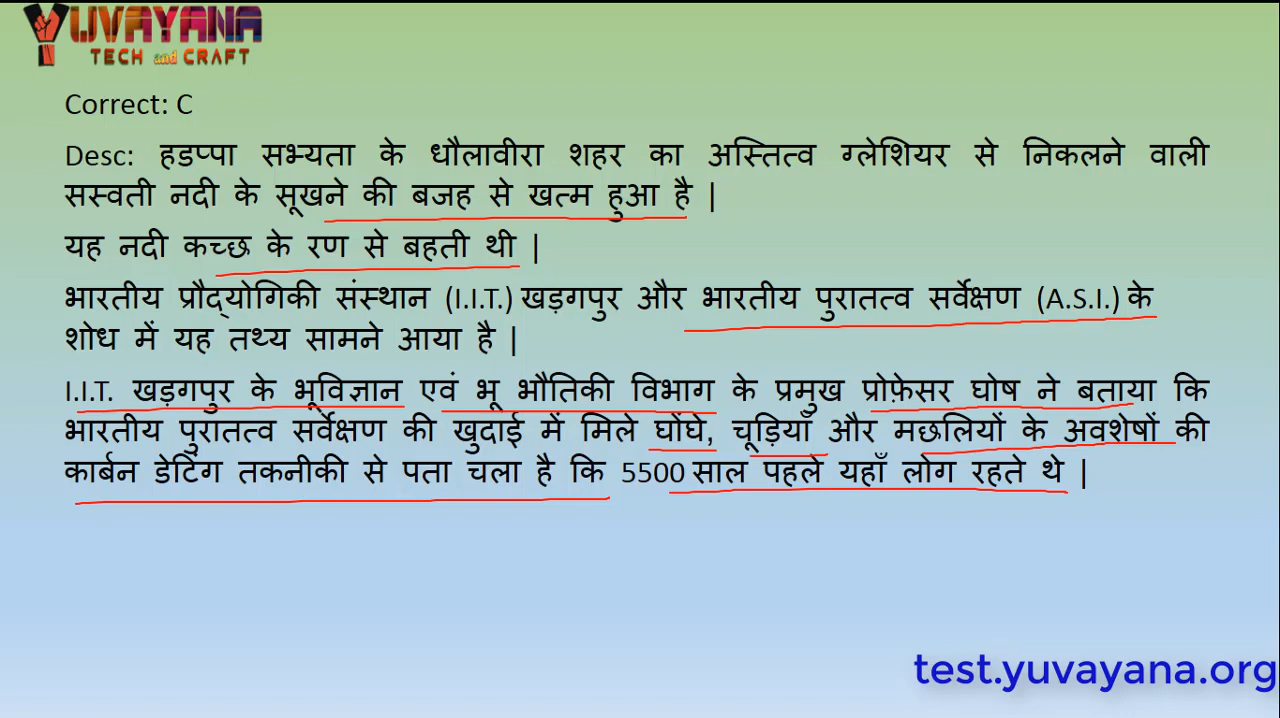 YUVAYANA
TECH and CRAFT
Correct: C
Desc: हडप्पा सभ्यता के धौलावीरा शहर का अस्तित्व ग्लेशियर से निकलने वाली
सस्वती नदी के सूखने की बजह से खत्म हुआ है |
यह नदी कच्छ के रण से बहती थी |
भारतीय प्रौद्योगिकी संस्थान (I.I.T.) खड़गपुर और भारतीय पुरातत्व सर्वेक्षण (A.S.I.) के
शोध में यह तथ्य सामने आया है |
I.I.T. खड़गपुर के भूविज्ञान एवं भू भौतिकी विभाग के प्रमुख प्रोफ़ेसर घोष ने बताया कि
भारतीय पुरातत्व सर्वेक्षण की खुदाई में मिले घोंघे, चूड़ियाँ और मछलियों के अवशेषों की
कार्बन डेटिंग तकनीकी से पता चला है कि 5500 साल पहले यहाँ लोग रहते थे |
test.yuvayana.org